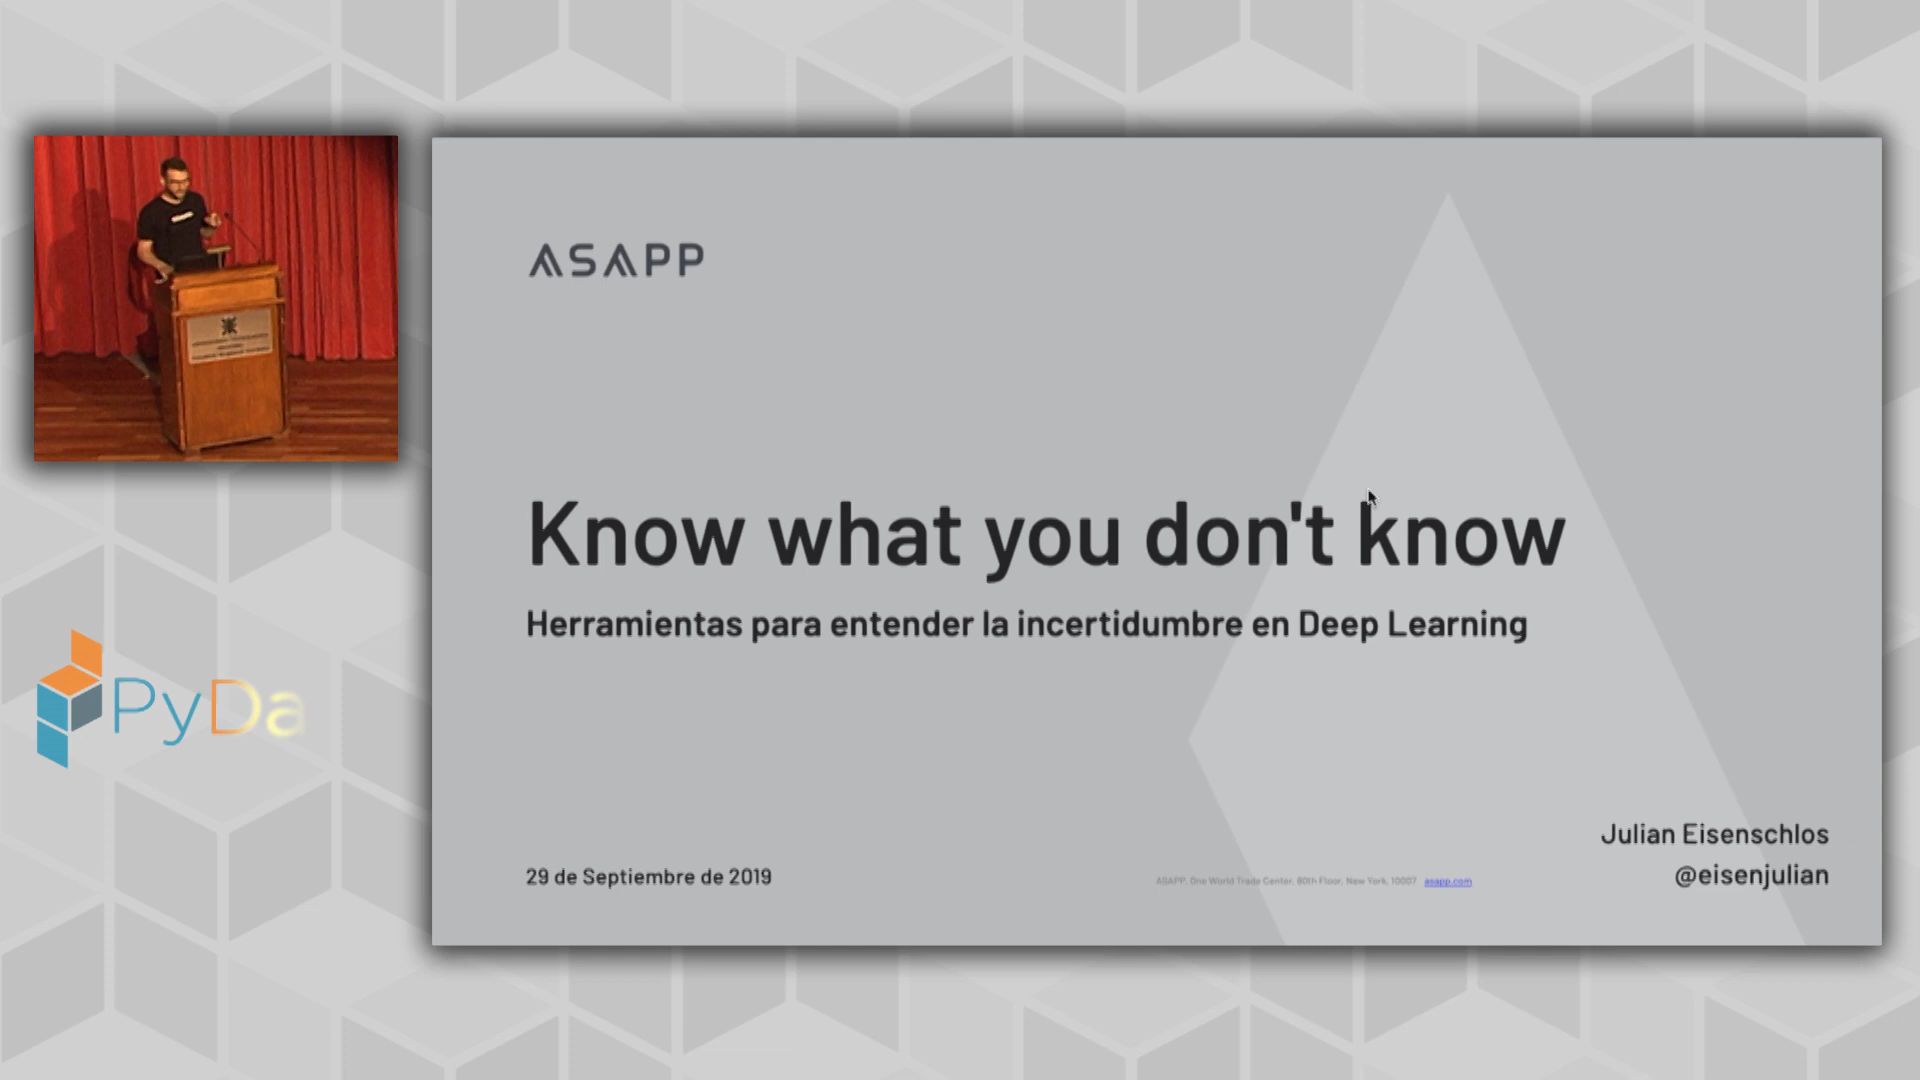 ASAPP
Know what you don't know
Herramientas para entender la incertidumbre en Deep Learning
Julian Eisenschlos
@eisenjulian
29 de Septiembre de 2019
ASAPP, One World Trade Center, 80th Floor, New York, 10007 asapp.com
PyDa